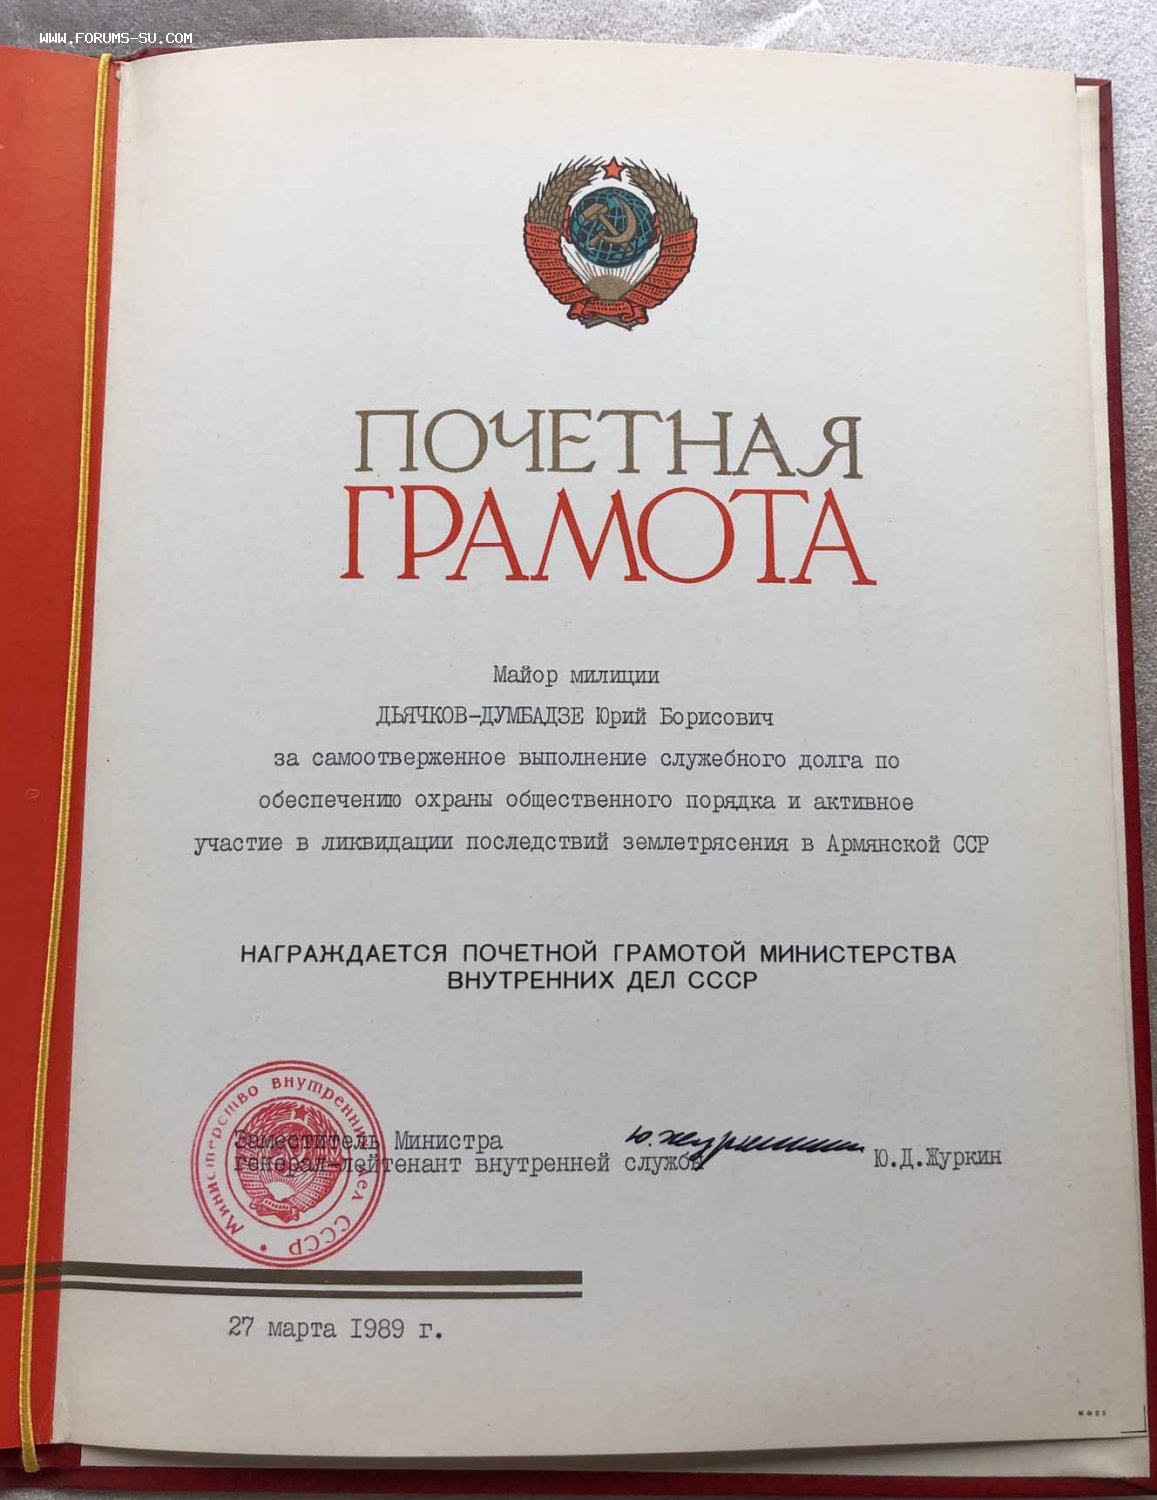 WWW.FORUMS-SU.COM
ПОЧЕТНАЯ
ГРАМОТА
Майор милиции
ДЬЯЧКОВ-ДУМБАДЗЕ Юрий Борисович
за самоотверженное выполнение служебного долга по
обеспечению охраны общественного порядка и активное
участие в ликвидации последствий землетрясения в Армянской ССР
НАГРАЖДАЕТСЯ ПОЧЕТНОЙ ГРАМОТОЙ МИНИСТЕРСТВА
ВНУТРЕННИХ ДЕЛ СССР
Министерство внутренних дел СССР
Заместитель Министра
генерал-лейтенант внутренней службы
Ю.Д.Журкин
27 марта 1989 г.